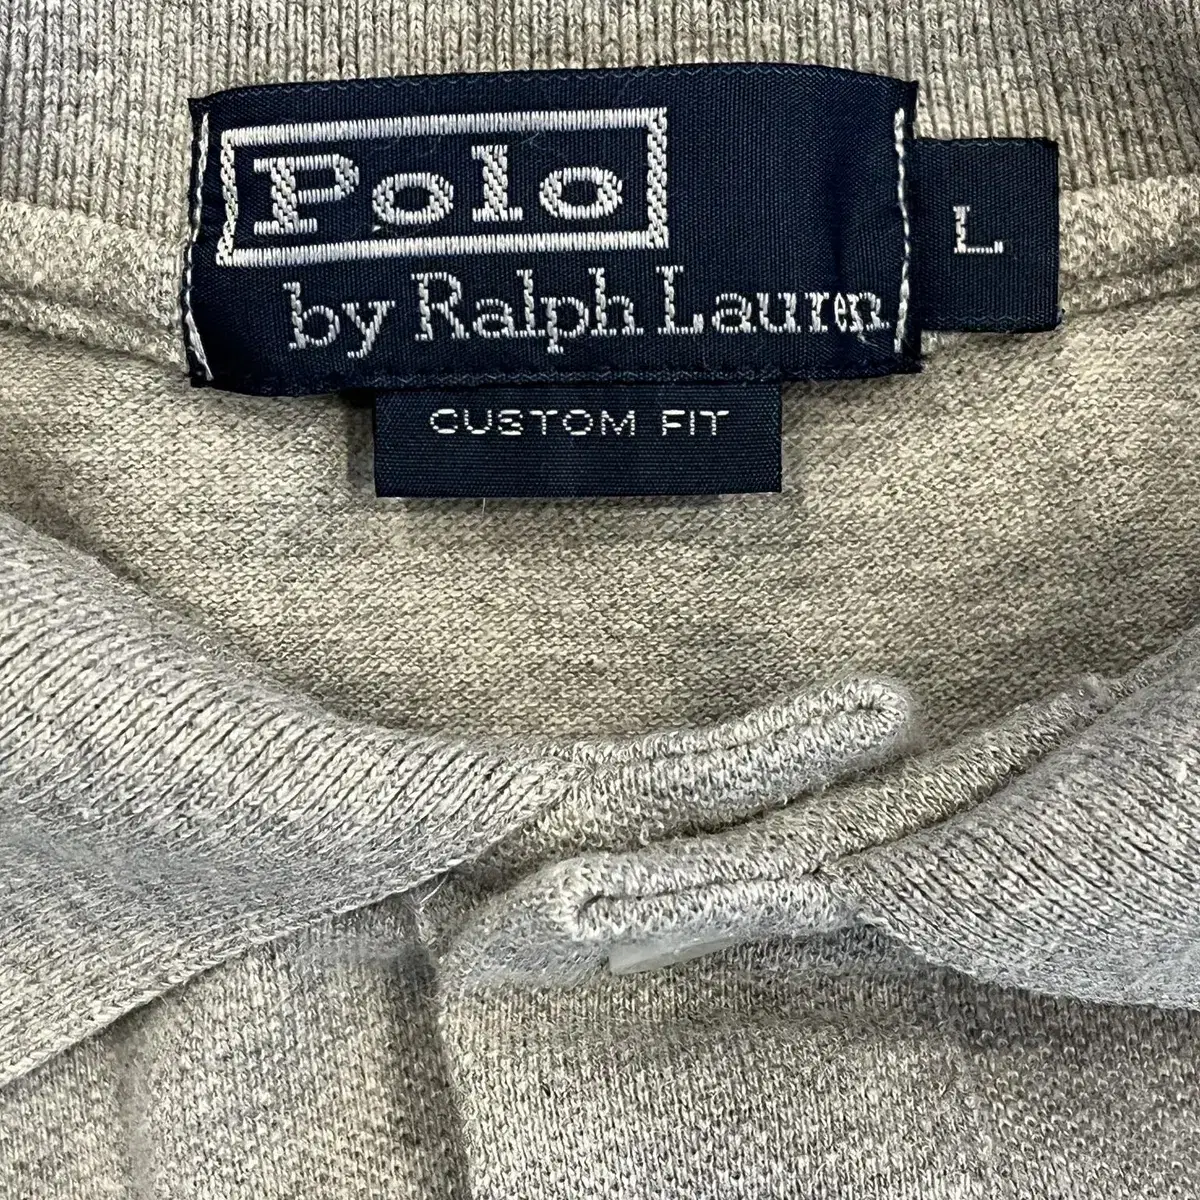 Polo
by Ralph Lauren
L
CUSTOM FIT